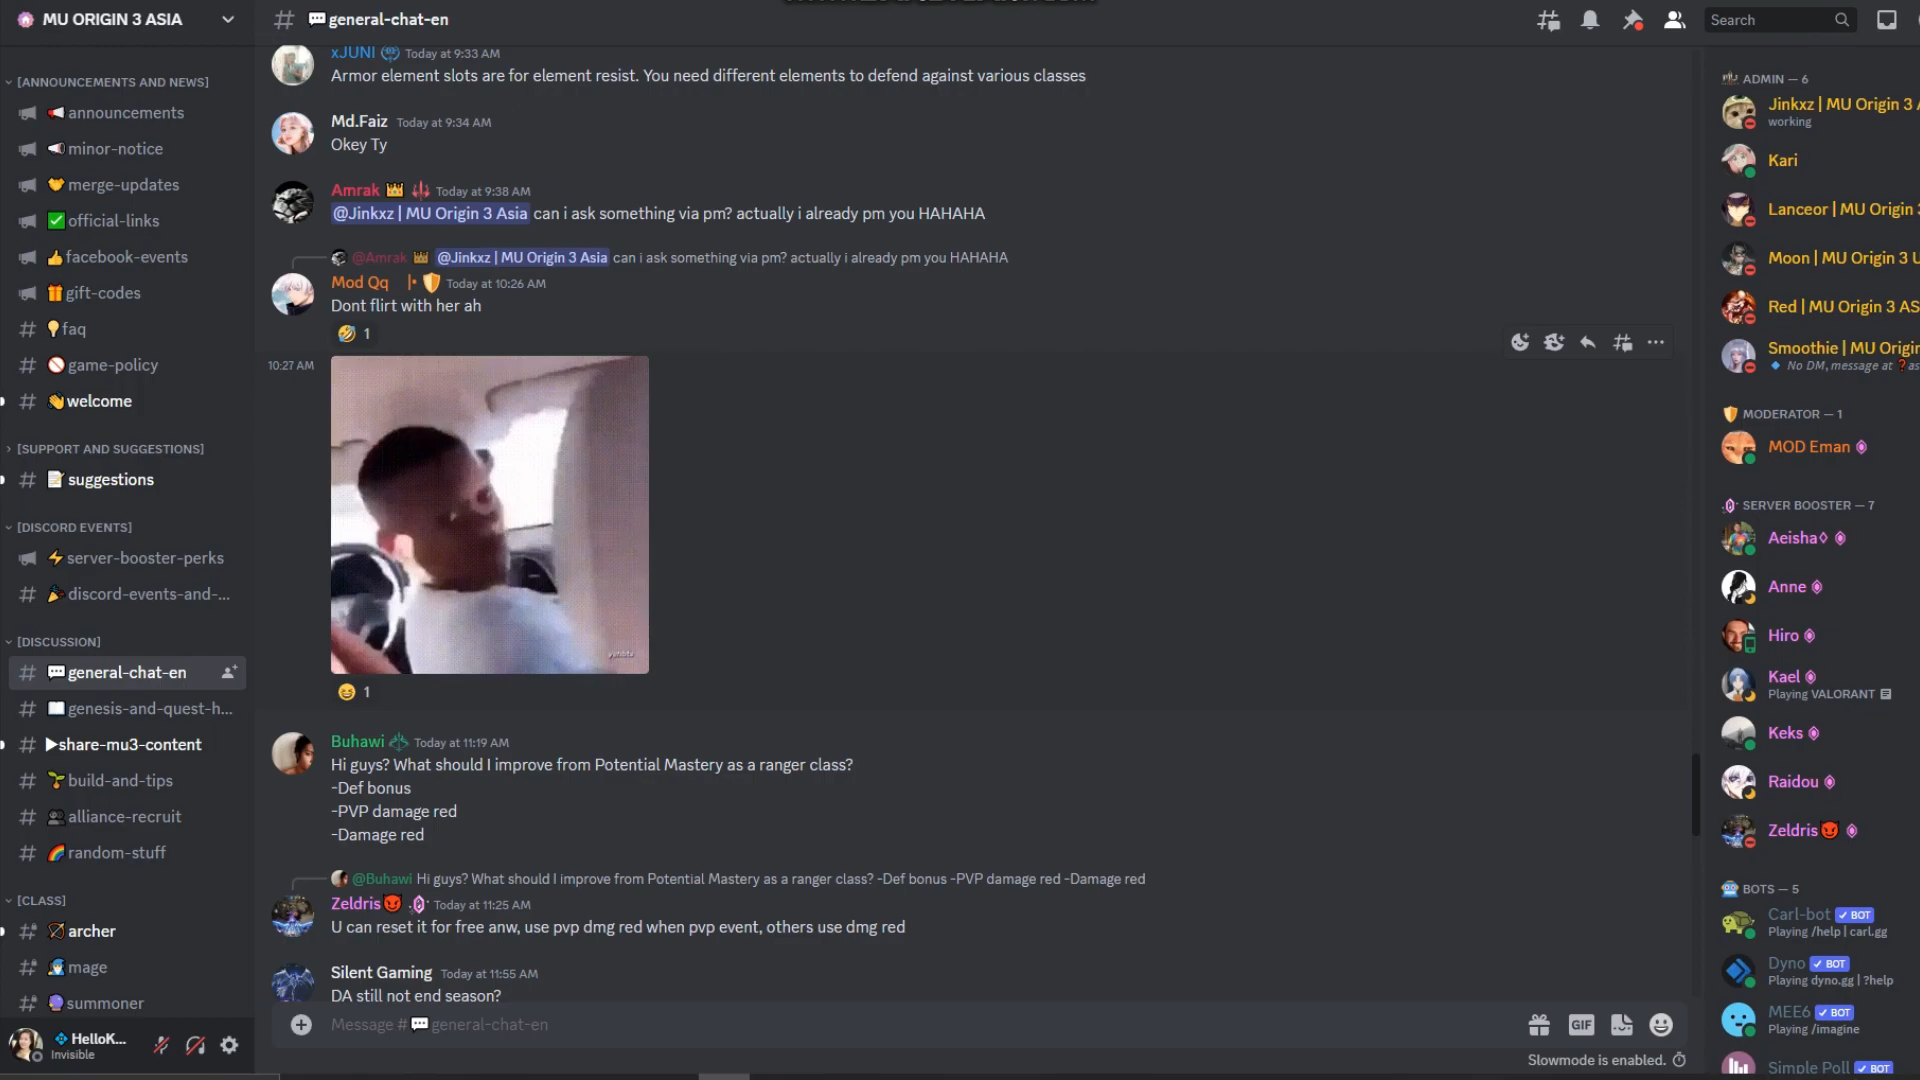 MU ORIGIN 3 ASIA
[ANNOUNCEMENTS AND NEWS]
announcements
minor-notice
merge-updates
official-links
facebook-events
gift-codes
faq
game-policy
welcome
[SUPPORT AND SUGGESTIONS]
suggestions
[DISCORD EVENTS]
server-booster-perks
discord-events-and-...
[DISCUSSION]
general-chat-en
genesis-and-quest-h...
share-mu3-content
build-and-tips
alliance-recruit
random-stuff
[CLASS]
archer
mage
summoner
HelloK...
Invisible
general-chat-en
Search
xJUNI Today at 9:33 AM
Armor element slots are for element resist. You need different elements to defend against various classes
Md.Faiz Today at 9:34 AM
Okey Ty
Amrak Today at 9:38 AM
@Jinkxz | MU Origin 3 Asia can i ask something via pm? actually i already pm you HAHAHA
@Amrak @Jinkxz | MU Origin 3 Asia can i ask something via pm? actually i already pm you HAHAHA
Mod Qq Today at 10:26 AM
Dont flirt with her ah
1
10:27 AM
1
Buhawi Today at 11:19 AM
Hi guys? What should I improve from Potential Mastery as a ranger class?
-Def bonus
-PVP damage red
-Damage red
@Buhawi Hi guys? What should I improve from Potential Mastery as a ranger class? -Def bonus -PVP damage red -Damage red
Zeldris Today at 11:25 AM
U can reset it for free anw, use pvp dmg red when pvp event, others use dmg red
Silent Gaming Today at 11:55 AM
DA still not end season?
Message # general-chat-en
GIF
Slowmode is enabled.
ADMIN — 6
Jinkxz | MU Origin 3
working
Kari
Lanceor | MU Origin
Moon | MU Origin 3
Red | MU Origin 3 AS
Smoothie | MU Origin
No DM, message at ?as
MODERATOR — 1
MOD Eman
SERVER BOOSTER — 7
Aeisha
Anne
Hiro
Kael
Playing VALORANT
Keks
Raidou
Zeldris
BOTS — 5
Carl-bot BOT
Playing /help | carl.gg
Dyno BOT
Playing dyno.gg | ?help
MEE6 BOT
Playing /imagine
Simple Poll BOT